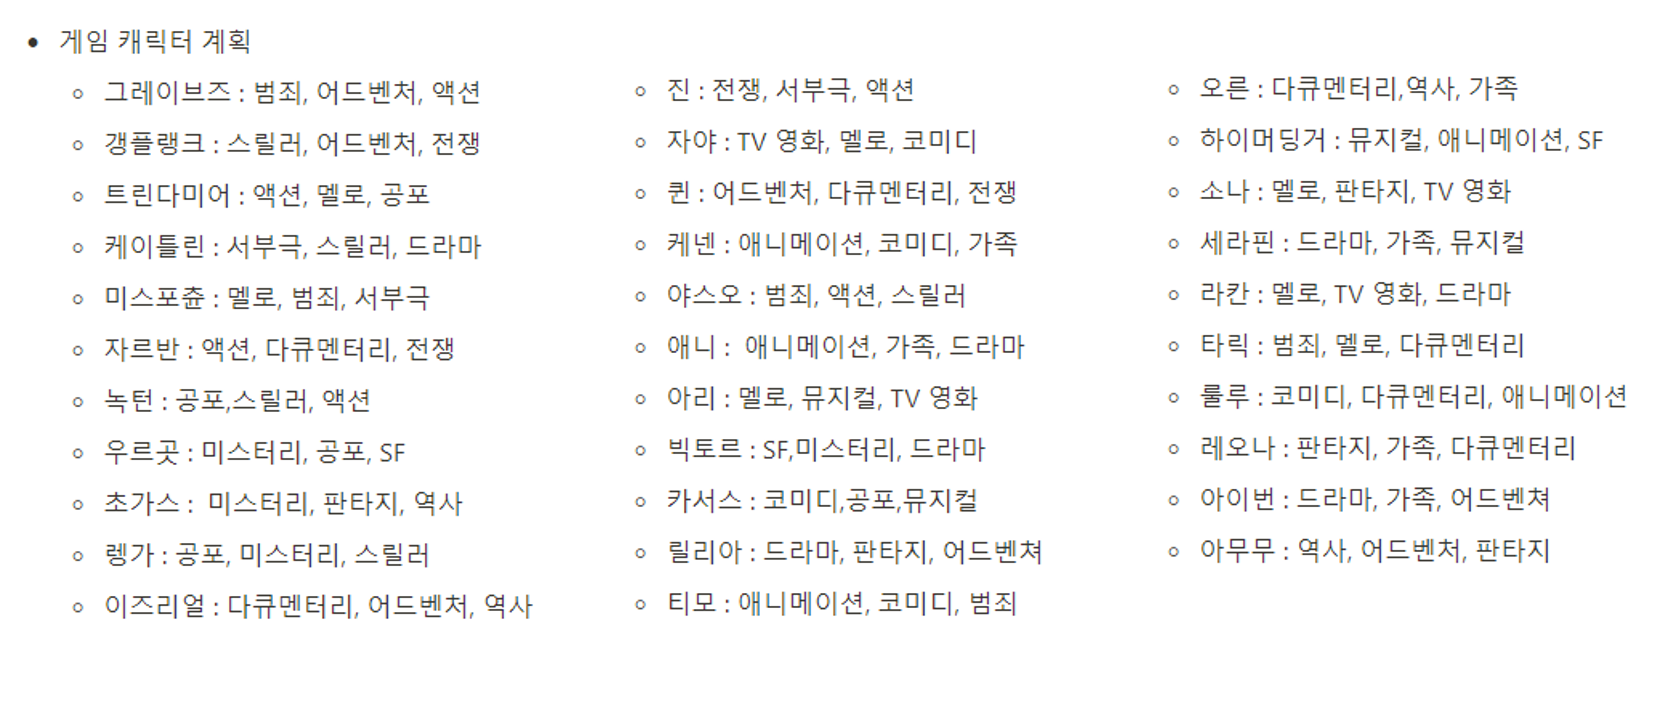 게임 캐릭터 계획
그레이브즈 : 범죄, 어드벤처, 액션
갱플랭크 : 스릴러, 어드벤처, 전쟁
트린다미어 : 액션, 멜로, 공포
케이틀린 : 서부극, 스릴러, 드라마
미스포츈 : 멜로, 범죄, 서부극
자르반 : 액션, 다큐멘터리, 전쟁
녹턴 : 공포,스릴러, 액션
우르곳 : 미스터리, 공포, SF
초가스 :  미스터리, 판타지, 역사
렝가 : 공포, 미스터리, 스릴러
이즈리얼 : 다큐멘터리, 어드벤처, 역사
진 : 전쟁, 서부극, 액션
자야 : TV 영화, 멜로, 코미디
퀸 : 어드벤처, 다큐멘터리, 전쟁
케넨 : 애니메이션, 코미디, 가족
야스오 : 범죄, 액션, 스릴러
애니 :  애니메이션, 가족, 드라마
아리 : 멜로, 뮤지컬, TV 영화
빅토르 : SF,미스터리, 드라마
카서스 : 코미디,공포,뮤지컬
릴리아 : 드라마, 판타지, 어드벤쳐
티모 : 애니메이션, 코미디, 범죄
오른 : 다큐멘터리,역사, 가족
하이머딩거 : 뮤지컬, 애니메이션, SF
소나 : 멜로, 판타지, TV 영화
세라핀 : 드라마, 가족, 뮤지컬
라칸 : 멜로, TV 영화, 드라마
타릭 : 범죄, 멜로, 다큐멘터리
룰루 : 코미디, 다큐멘터리, 애니메이션
레오나 : 판타지, 가족, 다큐멘터리
아이번 : 드라마, 가족, 어드벤쳐
아무무 : 역사, 어드벤처, 판타지